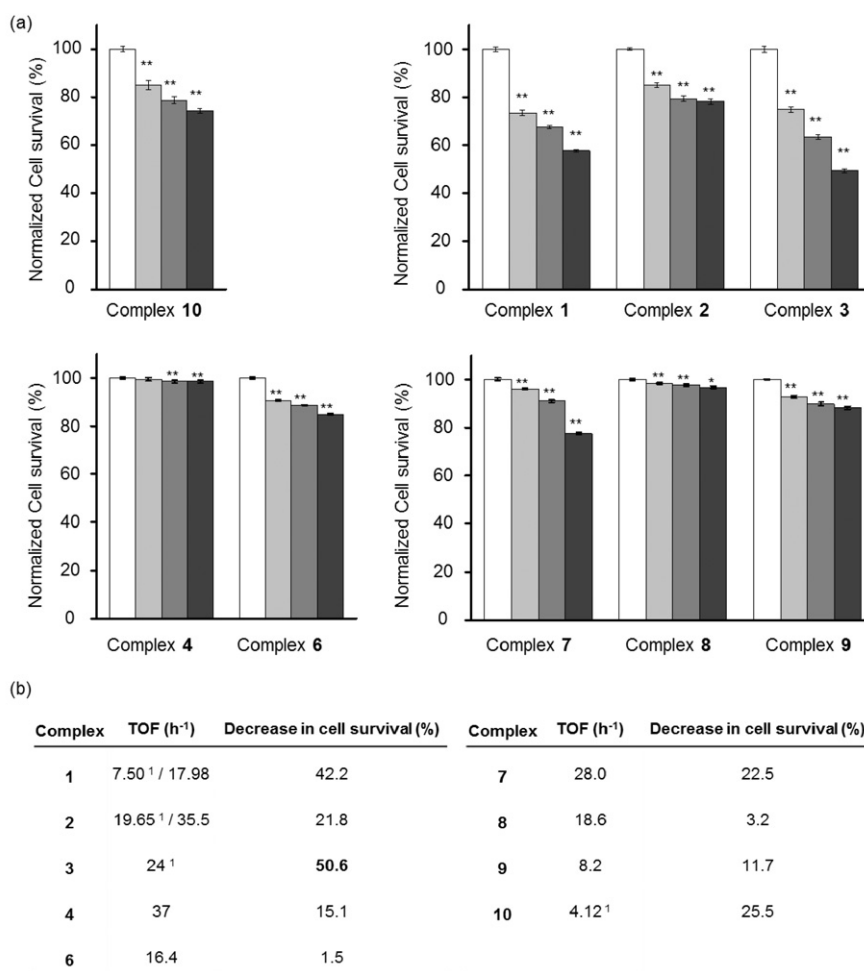 (a)
Normalized Cell survival (%)
100
80
60
40
20
0
** ** **
Complex 10
Normalized Cell survival (%)
100
80
60
40
20
0
** ** ** ** ** ** ** ** **
Complex 1 Complex 2 Complex 3
Normalized Cell survival (%)
100
80
60
40
20
0
** ** ** ** **
Complex 4 Complex 6
Normalized Cell survival (%)
100
80
60
40
20
0
** ** ** ** ** * ** ** **
Complex 7 Complex 8 Complex 9
(b)
Complex TOF (h⁻¹) Decrease in cell survival (%) Complex TOF (h⁻¹) Decrease in cell survival (%)
1 7.50 ¹ / 17.98 42.2 7 28.0 22.5
2 19.65 ¹ / 35.5 21.8 8 18.6 3.2
3 24 ¹ 50.6 9 8.2 11.7
4 37 15.1 10 4.12 ¹ 25.5
6 16.4 1.5